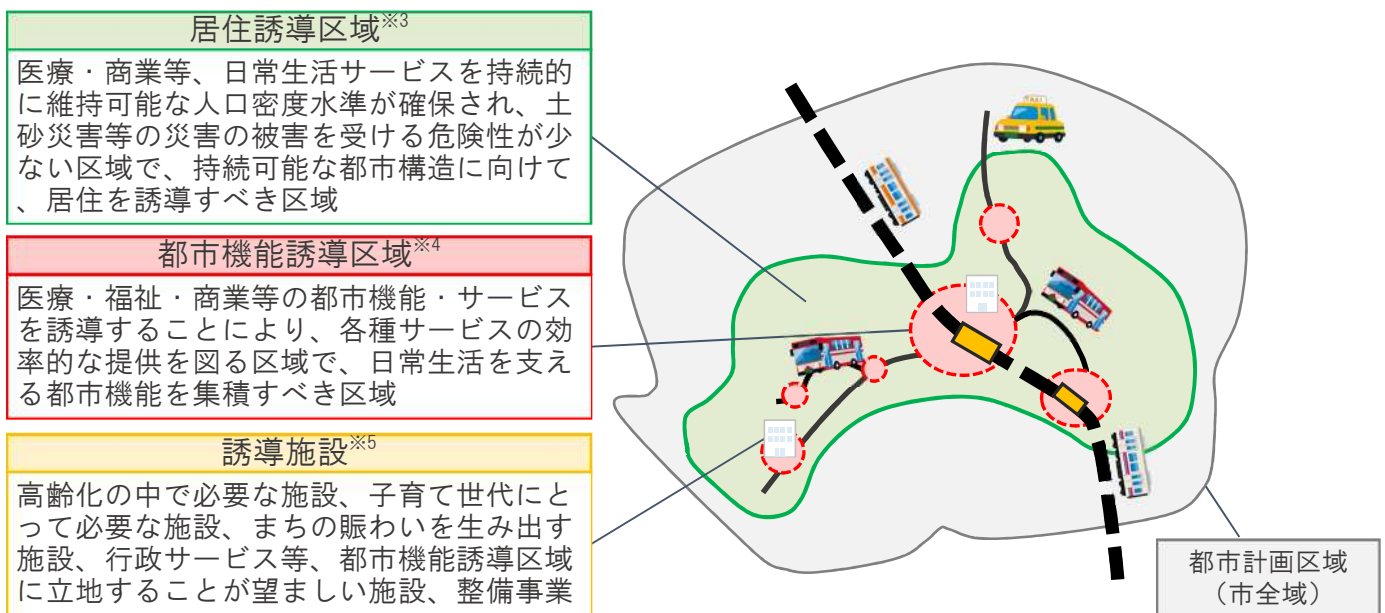 居住誘導区域※3
医療・商業等、日常生活サービスを持続的
に維持可能な人口密度水準が確保され、土
砂災害等の災害の被害を受ける危険性が少
ない区域で、持続可能な都市構造に向けて
、居住を誘導すべき区域
都市機能誘導区域※4
医療・福祉・商業等の都市機能・サービス
を誘導することにより、各種サービスの効
率的な提供を図る区域で、日常生活を支え
る都市機能を集積すべき区域
誘導施設※5
高齢化の中で必要な施設、子育て世代にと
って必要な施設、まちの賑わいを生み出す
施設、行政サービス等、都市機能誘導区域
に立地することが望ましい施設、整備事業
TAXI
都市計画区域
（市全域）